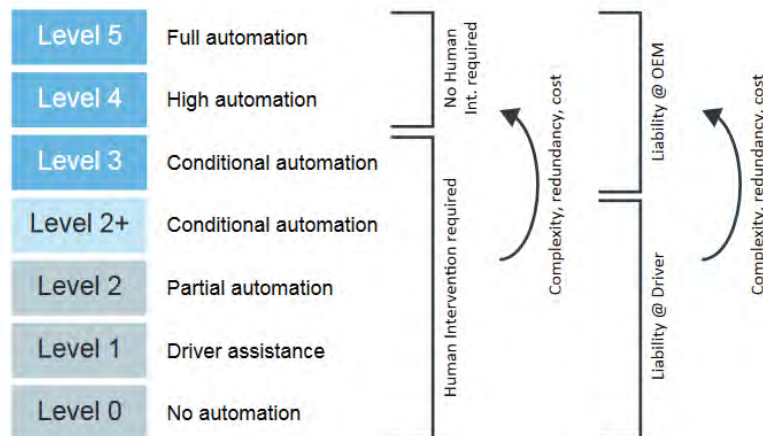 Level 5 Full automation
Level 4 High automation
Level 3 Conditional automation
Level 2+ Conditional automation
Level 2 Partial automation
Level 1 Driver assistance
Level 0 No automation
No Human
Int. required
Human Intervention required
Complexity, redundancy, cost
Liability @ OEM
Liability @ Driver
Complexity, redundancy, cost